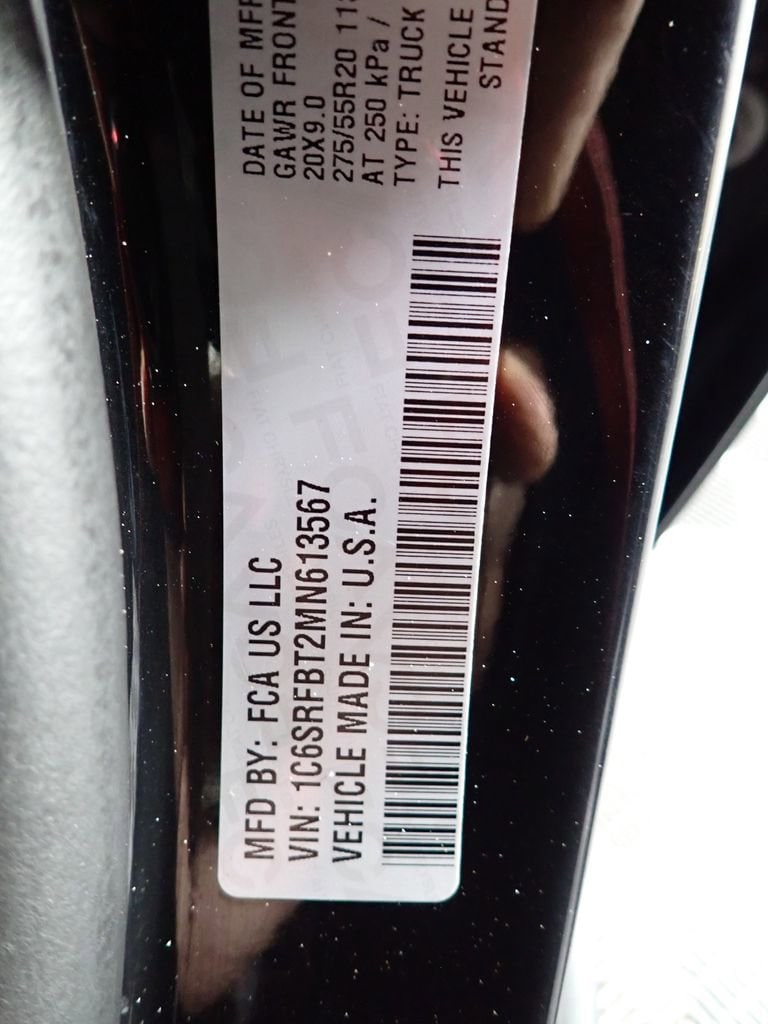 MFD BY: FCA US LLC
VIN: 1C6SRFBT2MN613567
VEHICLE MADE IN: U.S.A.
DATE OF MFR
GAWR FRONT
20X9.0
275/55R20
AT 250 kPa /
TYPE: TRUCK
THIS VEHICLE
STAND